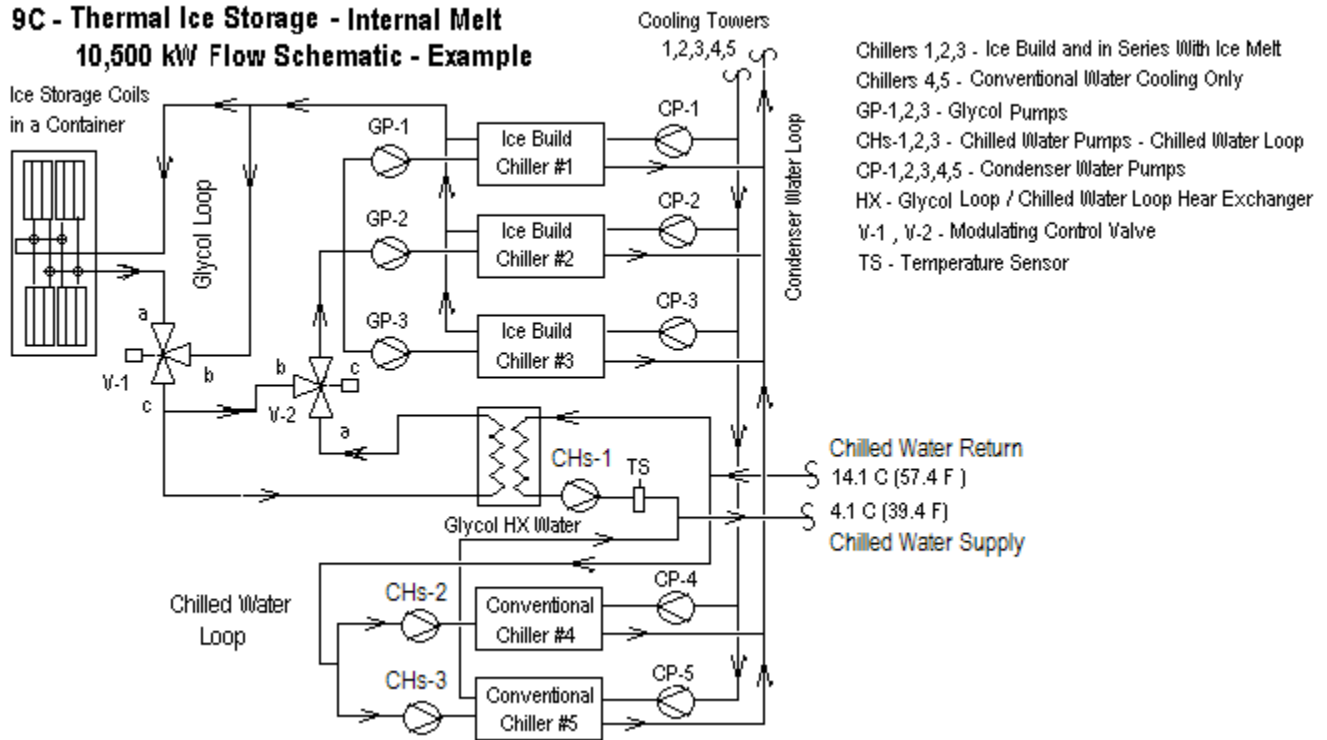 9C - Thermal Ice Storage - Internal Melt
10,500 kW Flow Schematic - Example
Cooling Towers
1,2,3,4,5
Chillers 1,2,3 - Ice Build and in Series With Ice Melt
Chillers 4,5 - Conventional Water Cooling Only
GP-1,2,3 - Glycol Pumps
CHs-1,2,3 - Chilled Water Pumps - Chilled Water Loop
CP-1,2,3,4,5 - Condenser Water Pumps
HX - Glycol Loop / Chilled Water Loop Hear Exchanger
V-1 , V-2 - Modulating Control Valve
TS - Temperature Sensor
Ice Storage Coils
in a Container
Glycol Loop
GP-1
Ice Build
Chiller #1
CP-1
GP-2
Ice Build
Chiller #2
CP-2
GP-3
Ice Build
Chiller #3
CP-3
Condenser Water Loop
a
V-1
b
c
b
c
V-2
a
CHs-1
TS
Glycol HX Water
Chilled Water Return
14.1 C (57.4 F )
4.1 C (39.4 F)
Chilled Water Supply
Chilled Water
Loop
CHs-2
Conventional
Chiller #4
CP-4
CHs-3
Conventional
Chiller #5
CP-5